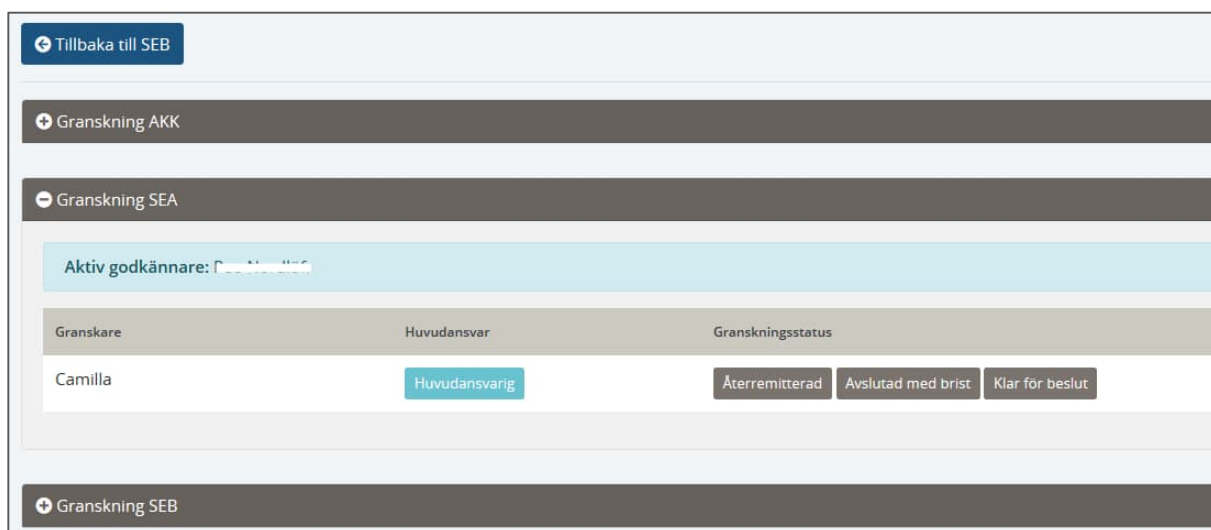 Tillbaka till SEB
Granskning AKK
Granskning SEA
Aktiv godkännare:
Granskare Huvudansvar Granskningsstatus
Camilla Huvudansvarig Återremitterad Avslutad med brist Klar för beslut
Granskning SEB